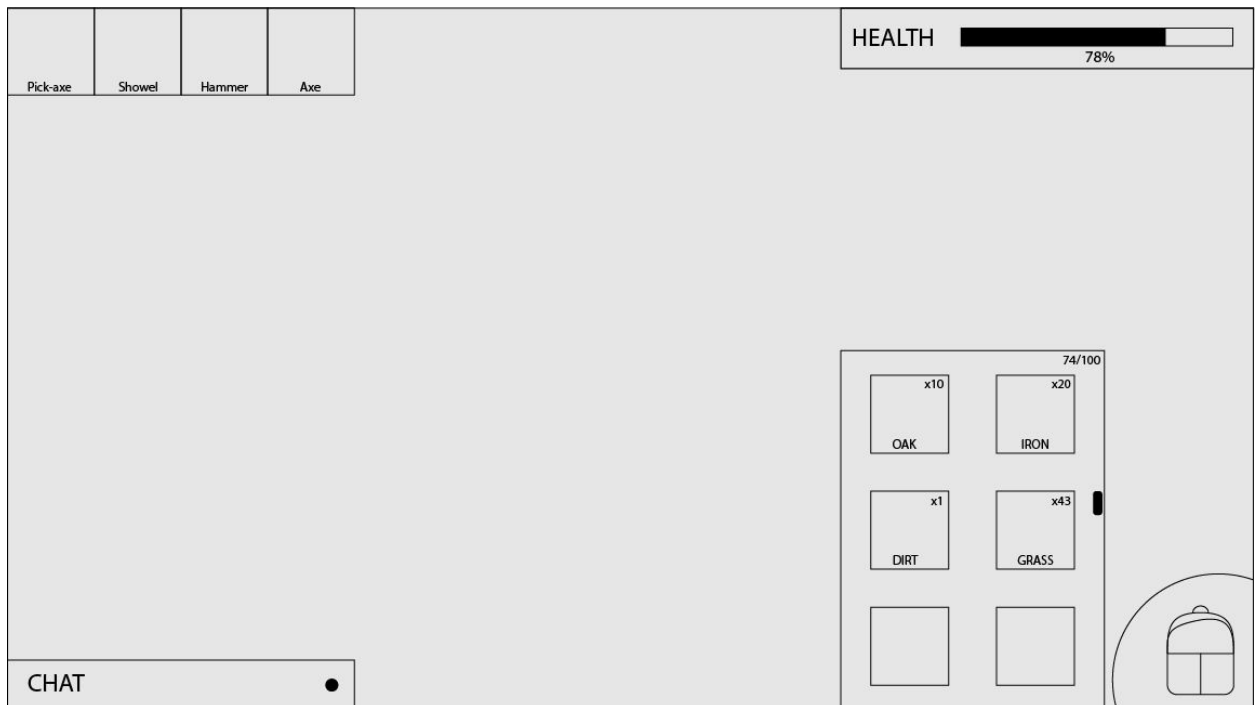 HEALTH
78%
Pick-axe
Showel
Hammer
Axe
74/100
x10
x20
OAK
IRON
x1
x43
DIRT
GRASS
CHAT